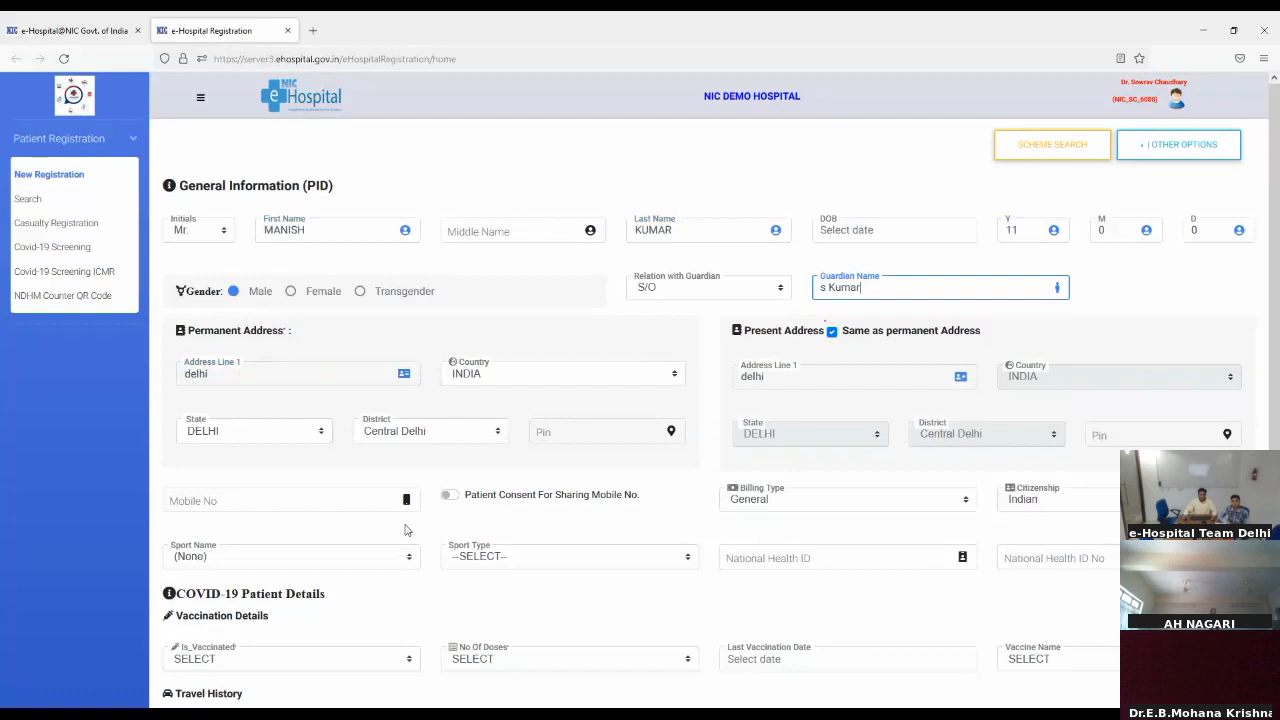 NIC e-Hospital@NIC Govt. of India × NIC e-Hospital Registration × +
https://server3.ehospital.gov.in/eHospitalRegistration/home
NIC eHospital
NIC DEMO HOSPITAL
Dr. Sowrav Chaudhary
(NIC_SC_6080)
Patient Registration
New Registration
Search
Casualty Registration
Covid-19 Screening
Covid-19 Screening ICMR
NDHM Counter QR Code
SCHEME SEARCH
| OTHER OPTIONS
General Information (PID)
Initials First Name Last Name DOB Y M D
Mr. MANISH Middle Name KUMAR Select date 11 0 0
Relation with Guardian Guardian Name
Gender: Male Female Transgender S/O s Kumar
Permanent Address* :
Present Address Same as permanent Address
Address Line 1 Country
delhi INDIA
Address Line 1 Country
delhi INDIA
State District
DELHI Central Delhi Pin
State District
DELHI Central Delhi Pin
Mobile No Patient Consent For Sharing Mobile No.
Billing Type Citizenship
General Indian
Sport Name Sport Type
(None) --SELECT-- National Health ID National Health ID No
COVID-19 Patient Details
Vaccination Details
Is_Vaccinated* No Of Doses* Last Vaccination Date Vaccine Name
SELECT SELECT Select date SELECT
Travel History
e-Hospital Team Delhi
AH NAGARI
Dr.E.B.Mohana Krishna